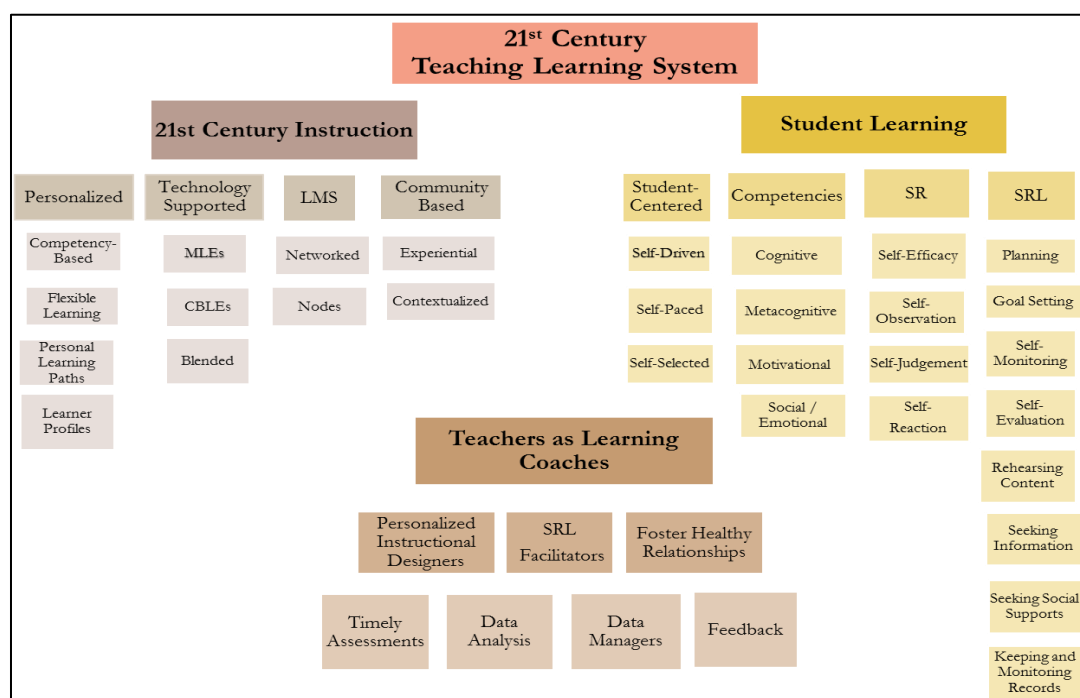 21st Century
Teaching Learning System
21st Century Instruction
Student Learning
Personalized
Technology
Supported
LMS
Community
Based
Student-
Centered
Competencies
SR
SRL
Competency-
Based
MLEs
Networked
Experiential
Self-Driven
Cognitive
Self-Efficacy
Planning
Flexible
Learning
CBLEs
Nodes
Contextualized
Self-Paced
Metacognitive
Self-
Observation
Goal Setting
Personal
Learning
Paths
Blended
Self-Selected
Motivational
Self-Judgement
Self-
Monitoring
Learner
Profiles
Social /
Emotional
Self-
Reaction
Self-
Evaluation
Teachers as Learning
Coaches
Rehearsing
Content
Personalized
Instructional
Designers
SRL
Facilitators
Foster Healthy
Relationships
Seeking
Information
Timely
Assessments
Data
Analysis
Data
Managers
Feedback
Seeking Social
Supports
Keeping and
Monitoring
Records